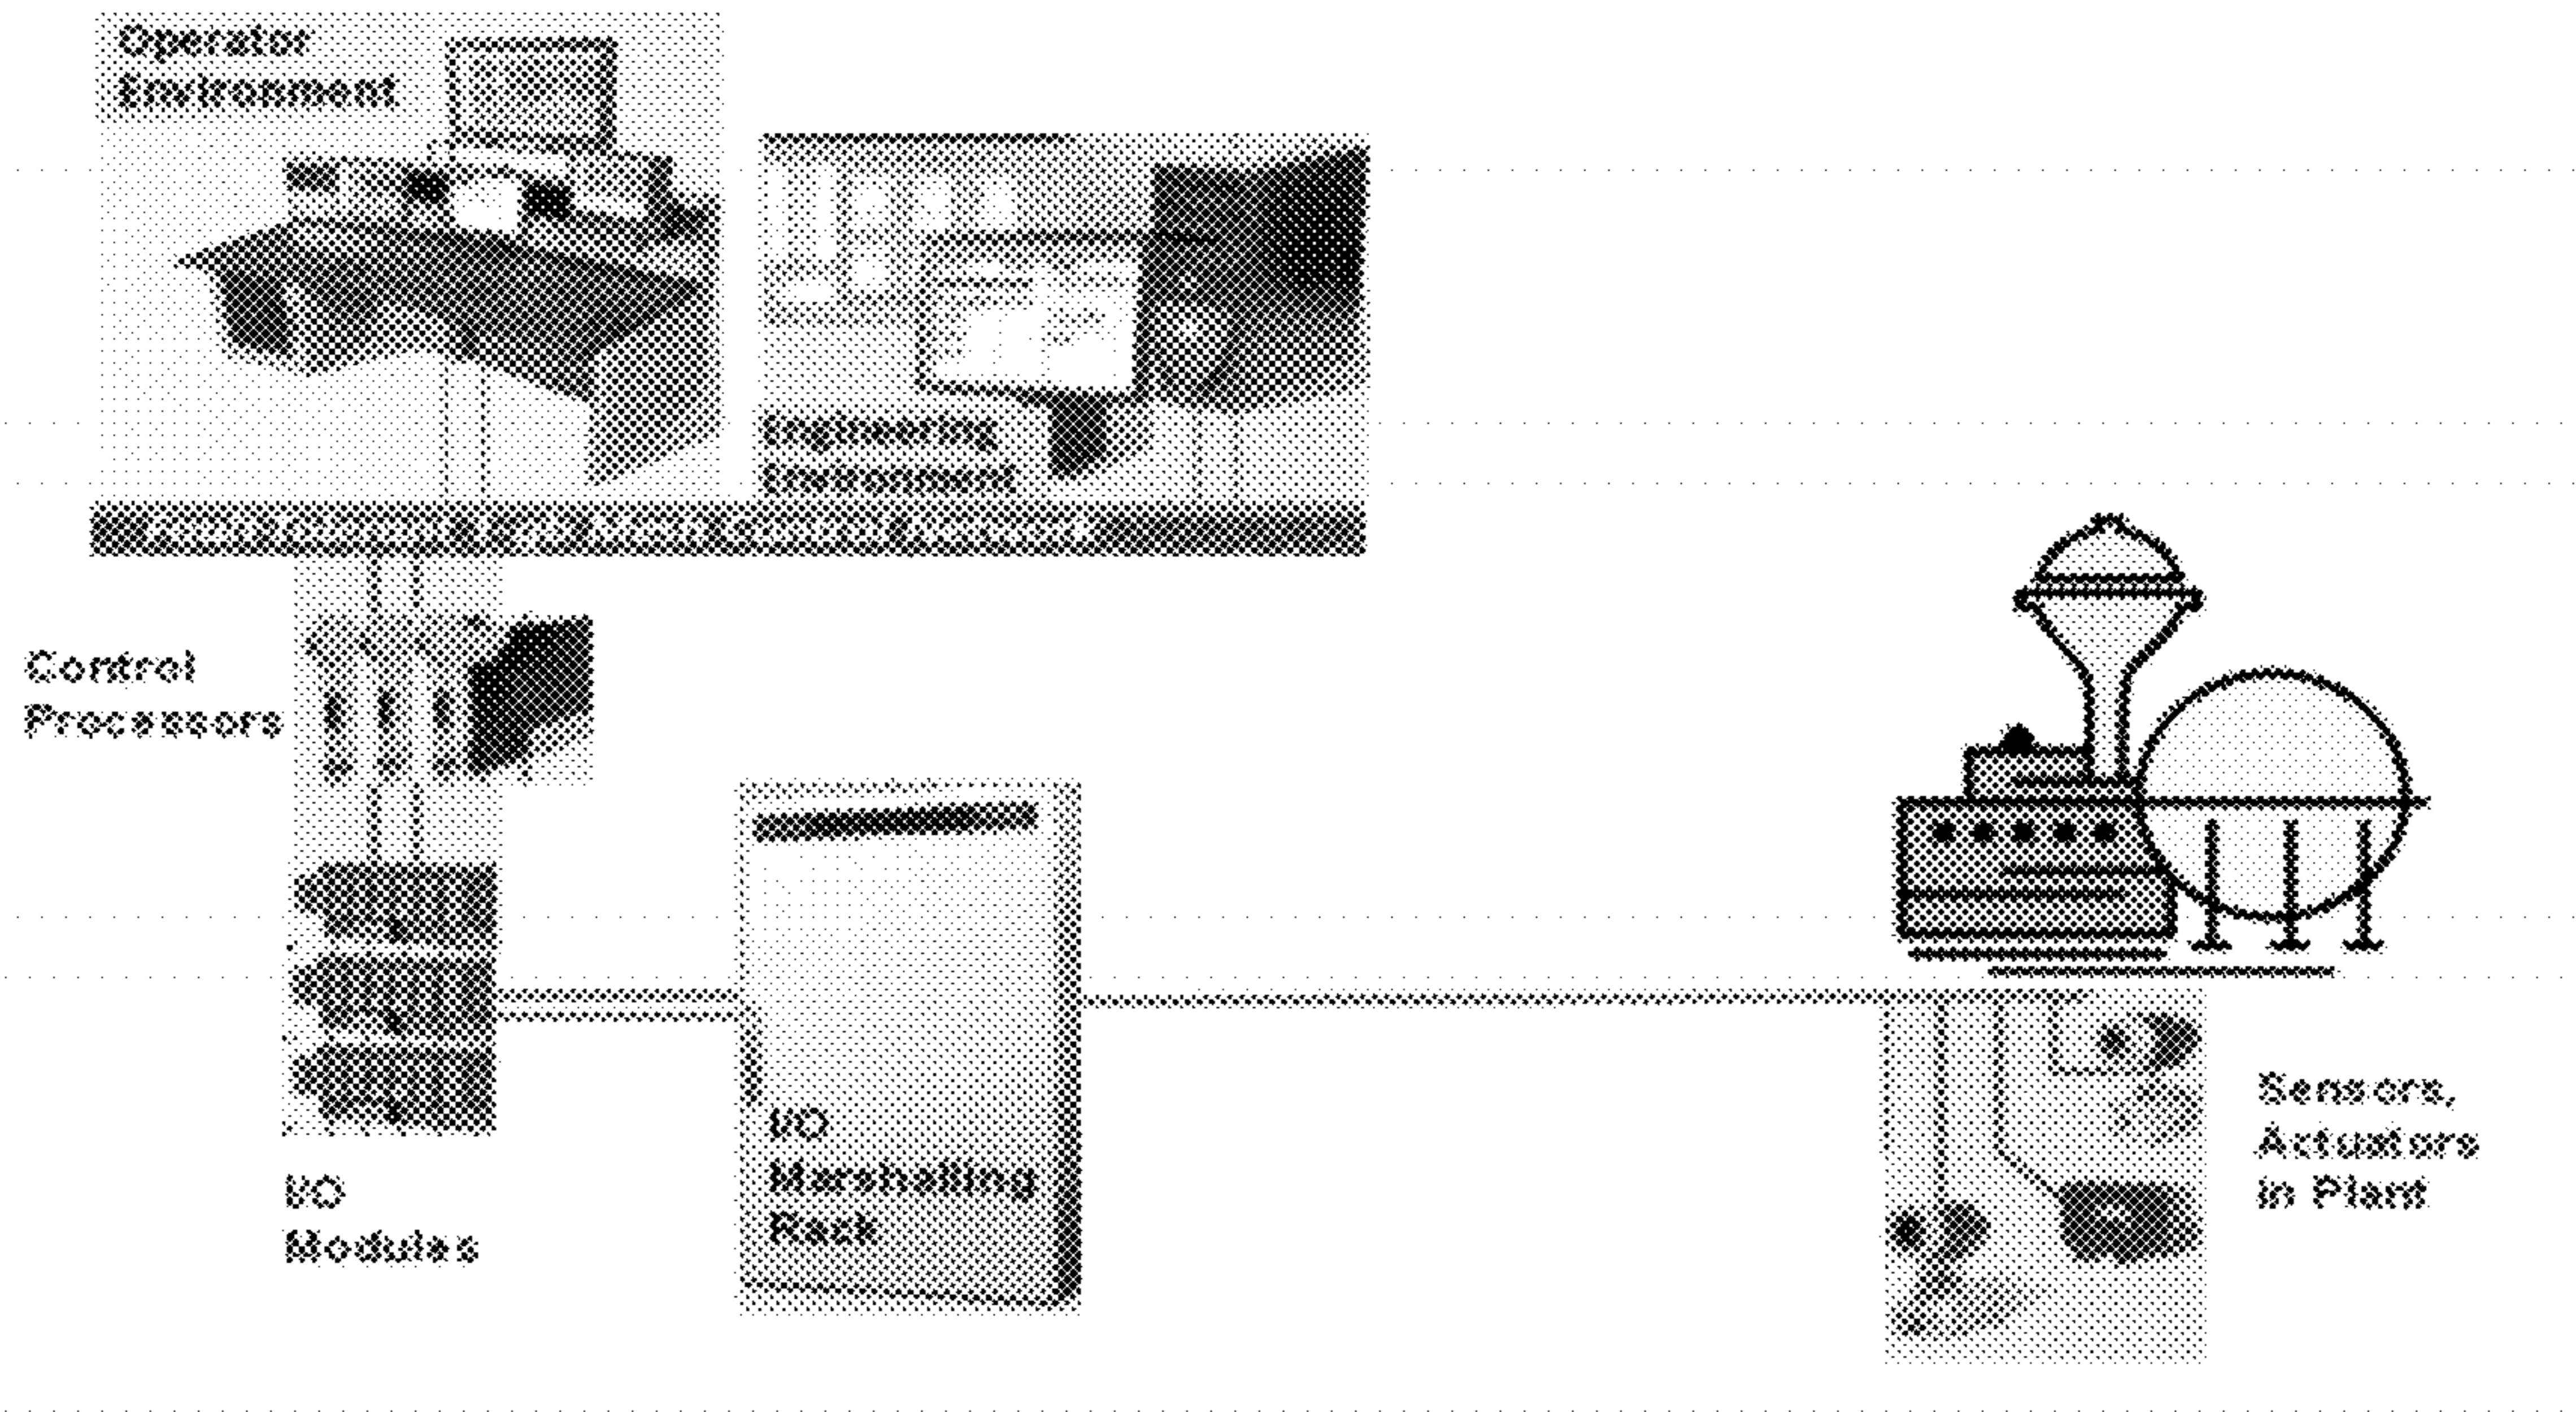 Operator
Environment
Engineering
Environment
Control
Processors
I/O
Modules
I/O
Marshalling
Rack
Sensors,
Actuators
in Plant